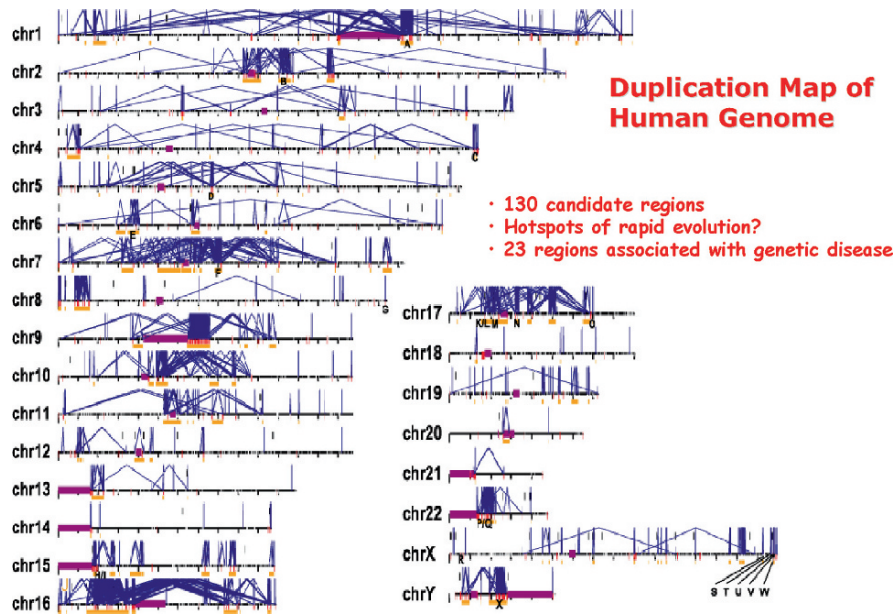 chr1
A
chr2
B
Duplication Map of
Human Genome
chr3
chr4
C
chr5
D
• 130 candidate regions
• Hotspots of rapid evolution?
• 23 regions associated with genetic disease
chr6
E
chr7
F
chr8
G
chr9
chr10
chr11
chr12
chr13
chr14
chr15
H/I
chr16
chr17
K/L M N O
chr18
chr19
chr20
chr21
chr22
P/Q
chrX
R
S T U V W
chrY
X